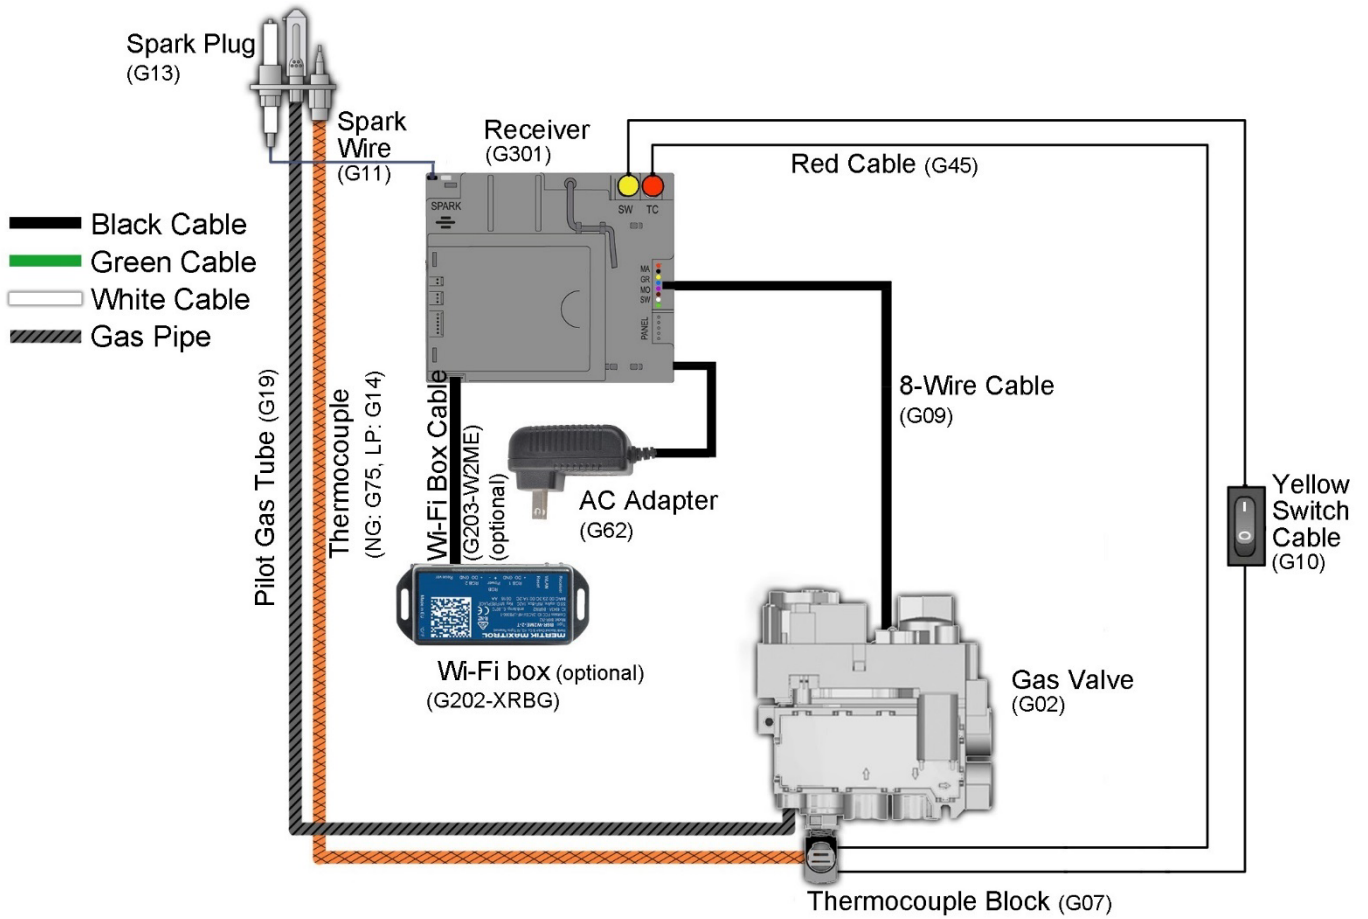 Spark Plug
(G13)
Spark
Wire
(G11)
Receiver
(G301)
Red Cable (G45)
SPARK
SW TC
MA
GR
MO
SW
PANEL
Black Cable
Green Cable
White Cable
Gas Pipe
Pilot Gas Tube (G19)
Thermocouple
(NG: G75, LP: G14)
Wi-Fi Box Cable
(G203-W2ME)
(optional)
8-Wire Cable
(G09)
AC Adapter
(G62)
I
O
Yellow
Switch
Cable
(G10)
MERTIK MAXITROL
Wi-Fi box (optional)
(G202-XRBG)
Gas Valve
(G02)
Thermocouple Block (G07)